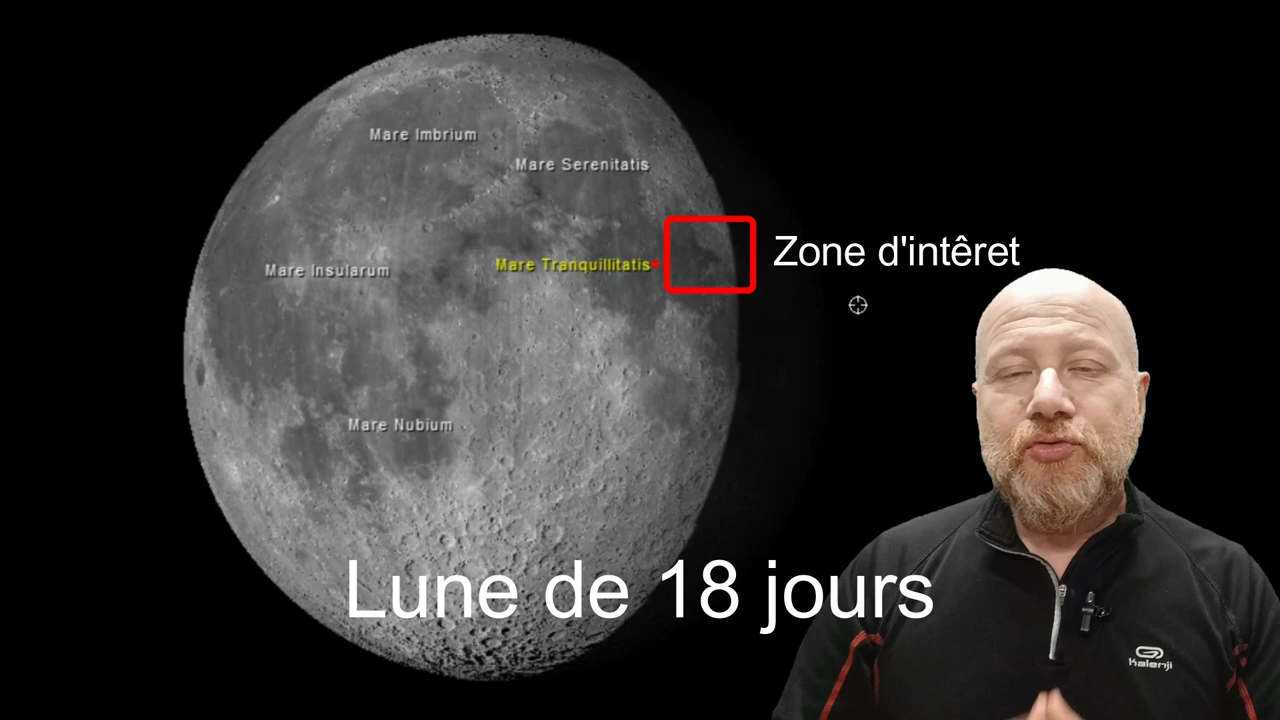 Mare Imbrium
Mare Serenitatis
Zone d'intêret
Mare Tranquillitatis
Mare Insularum
Mare Nubium
Lune de 18 jours
kalenji